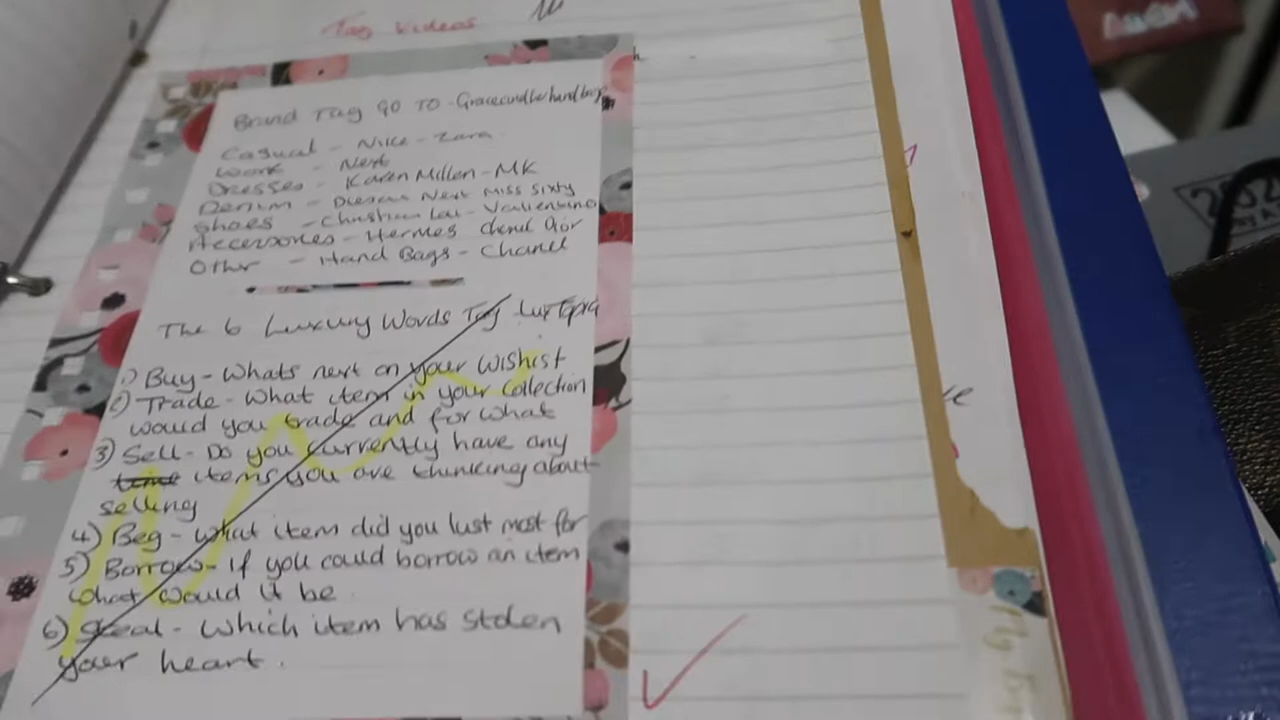 Tag Videos
Brand Tag GO TO - Graceandhehandbags
Casual - Nike - Zara
Work - Next
Dresses - Karen Millen - MK
Denim - Next Miss Sixty
Shoes - Christian Lou - Vallentino
Accessories - Hermes Chanel Dior
Other - Hand Bags - Chanel
The 6 Luxury Words Tag LuxTopia
1) Buy - Whats next on your Wishlist
2) Trade - What item in your collection
would you trade and for what
3) Sell - Do you currently have any
items you are thinking about
selling
4) Beg - What item did you lust most for
5) Borrow - If you could borrow an item
what would it be
6) Steal - Which item has stolen
your heart.
My